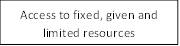 Access to fixed, given and
limited resources